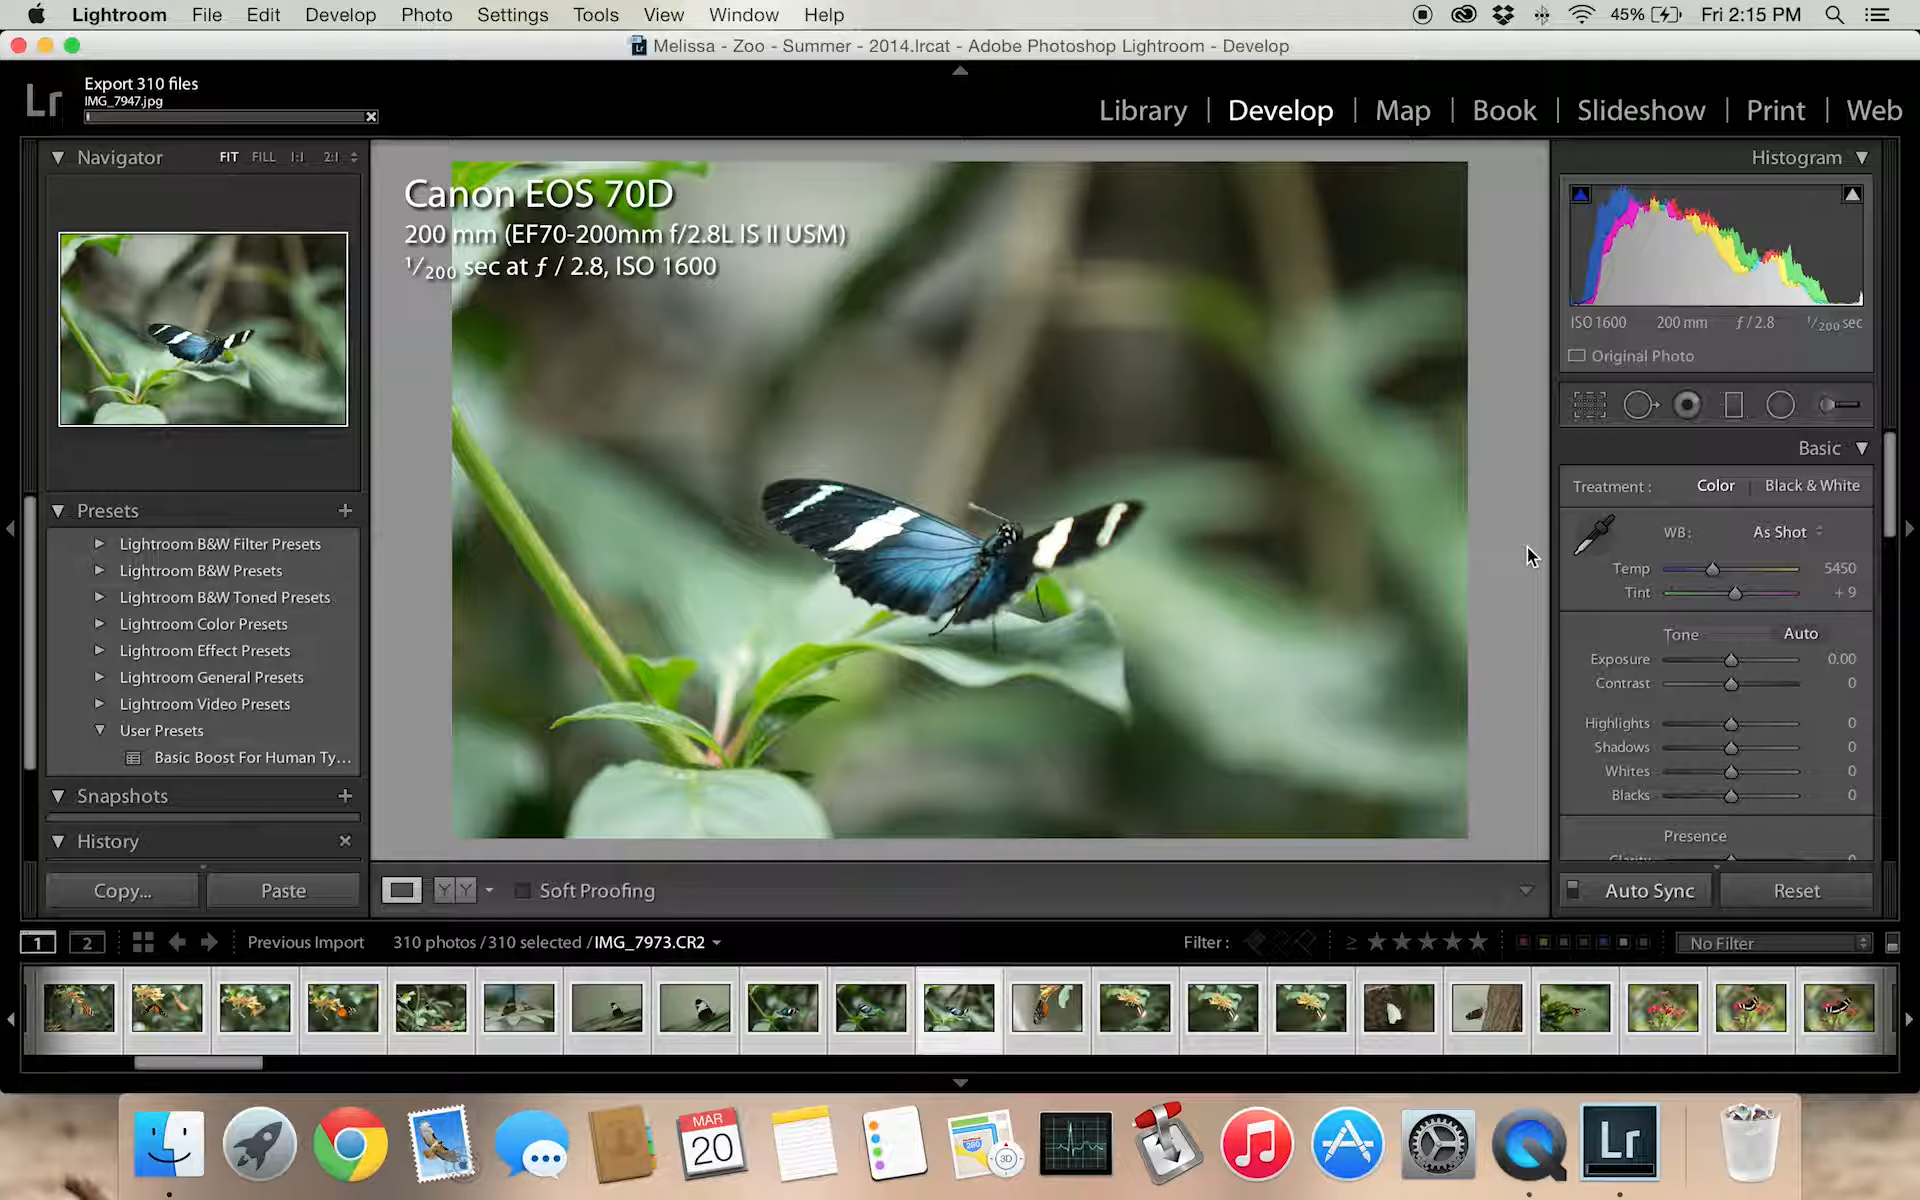 Lightroom File Edit Develop Photo Settings Tools View Window Help 45% Fri 2:15 PM
Melissa - Zoo - Summer - 2014.lrcat - Adobe Photoshop Lightroom - Develop
Lr
Export 310 files
IMG_7947.jpg
Library | Develop | Map | Book | Slideshow | Print | Web
Navigator FIT FILL 1:1 2:1
Presets +
Lightroom B&W Filter Presets
Lightroom B&W Presets
Lightroom B&W Toned Presets
Lightroom Color Presets
Lightroom Effect Presets
Lightroom General Presets
Lightroom Video Presets
User Presets
Basic Boost For Human Ty...
Snapshots +
History
Copy... Paste
Canon EOS 70D
200 mm (EF70-200mm f/2.8L IS II USM)
1/200 sec at ƒ / 2.8, ISO 1600
Y Y Soft Proofing
Histogram
ISO 1600 200 mm ƒ / 2.8 1/200 sec
Original Photo
Basic
Treatment : Color | Black & White
WB: As Shot
Temp 5450
Tint + 9
Tone Auto
Exposure 0.00
Contrast 0
Highlights 0
Shadows 0
Whites 0
Blacks 0
Presence
Clarity 0
Auto Sync Reset
1 2 Previous Import 310 photos / 310 selected / IMG_7973.CR2 Filter : ≥ No Filter
MAR
20
280
3D
Lr